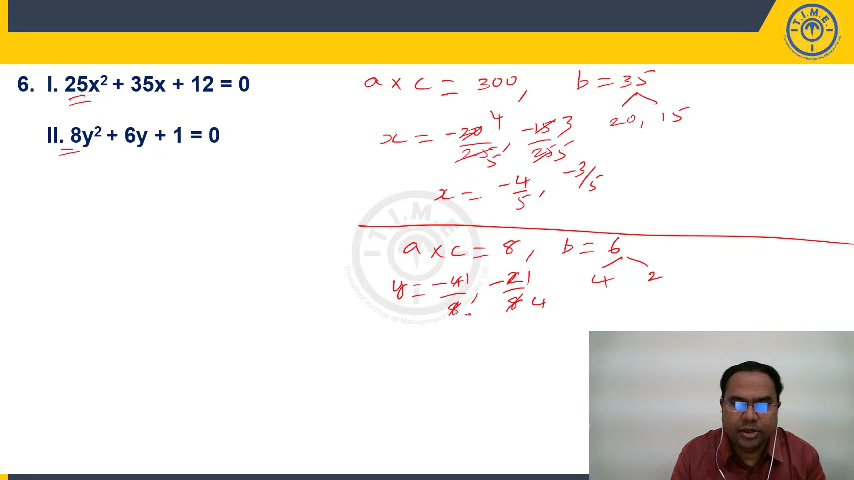 T.I.M.E.
6. I. 25x² + 35x + 12 = 0
II. 8y² + 6y + 1 = 0
a × c = 300, b = 35
20, 15
x = -20/25 4/5, -15/25 3/5
x = -4/5, -3/5
T.I.M.E.
a × c = 8, b = 6
4 2
y = -4/8 1, -2/8 1/4